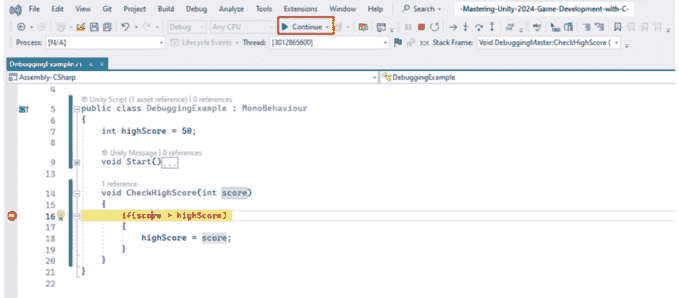 File Edit View Git Project Build Debug Test Analyze Tools Extensions Window Help Search
-Mastering-Unity-2024-Game-Development-with-C-
Debug Any CPU Continue
Process: [N/A] Lifecycle Events Thread: [3012865600] Stack Frame: Void DebuggingMaster:CheckHighScore (
DebuggingExample.cs
Assembly-CSharp DebuggingExample
4
Unity Script (1 asset reference) | 0 references
5 public class DebuggingExample : MonoBehaviour
6 {
7 int highScore = 50;
8
Unity Message | 0 references
9 void Start()...
13
1 reference
14 void CheckHighScore(int score)
15 {
16 if(score > highScore)
17 {
18 highScore = score;
19 }
20 }
21 }
22